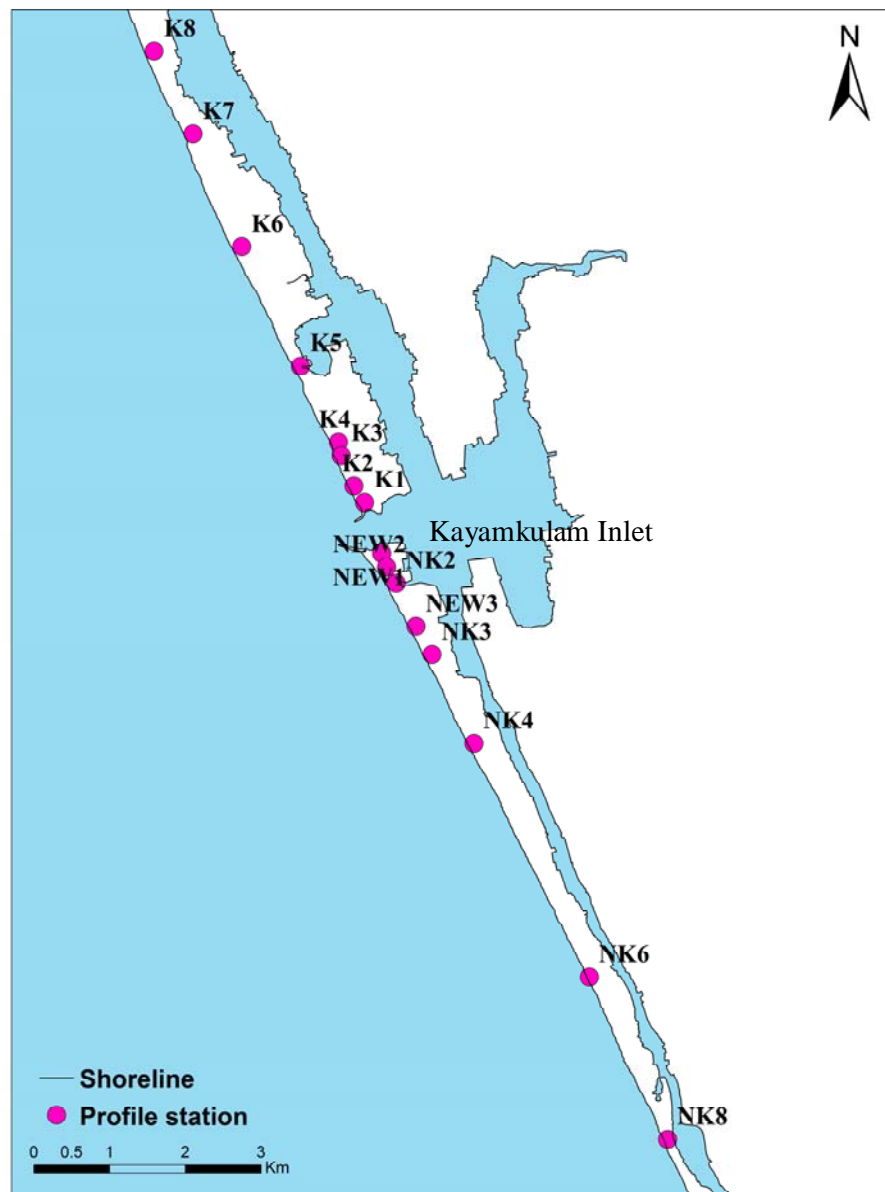 K8
N
K7
K6
K5
K4
K3
K2
K1
Kayamkulam Inlet
NEW2
NK2
NEW1
NEW3
NK3
NK4
NK6
Shoreline
Profile station
NK8
0 0.5 1 2 3
Km